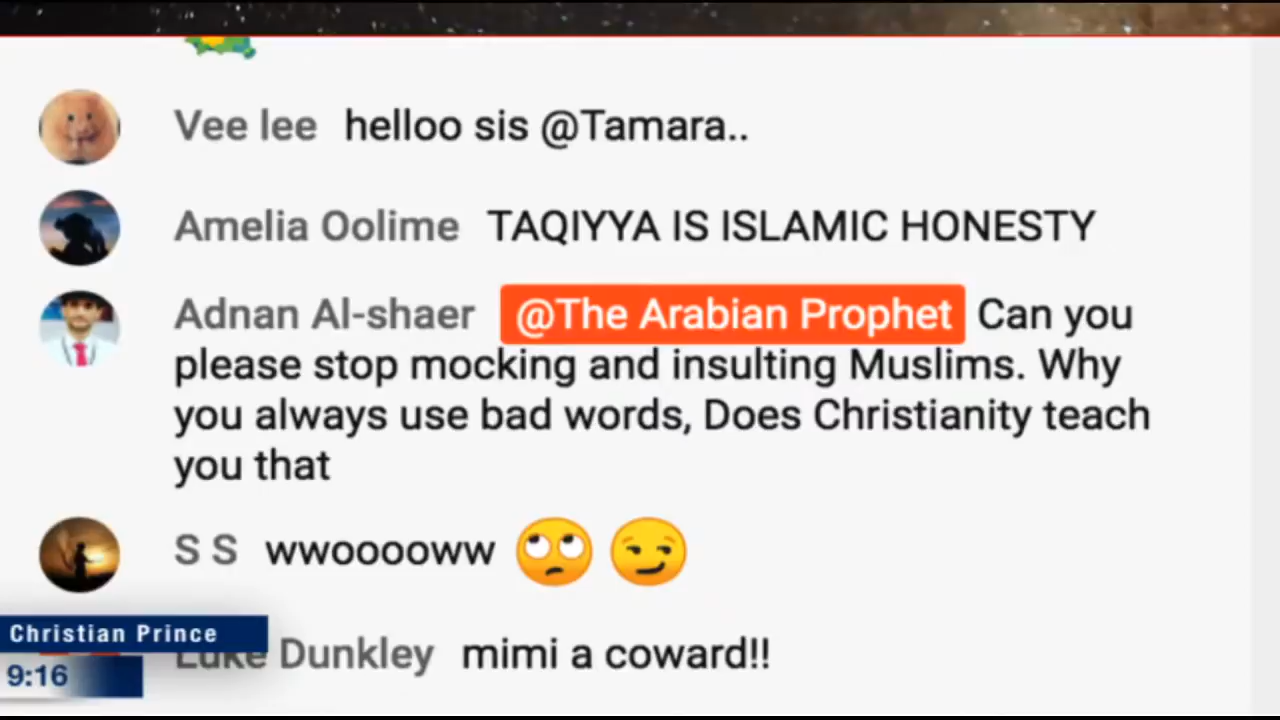 Vee lee helloo sis @Tamara..
Amelia Oolime TAQIYYA IS ISLAMIC HONESTY
Adnan Al-shaer @The Arabian Prophet Can you
please stop mocking and insulting Muslims. Why
you always use bad words, Does Christianity teach
you that
S S wwooooww 🙄 😏
Christian Prince
Luke Dunkley mimi a coward!!
9:16